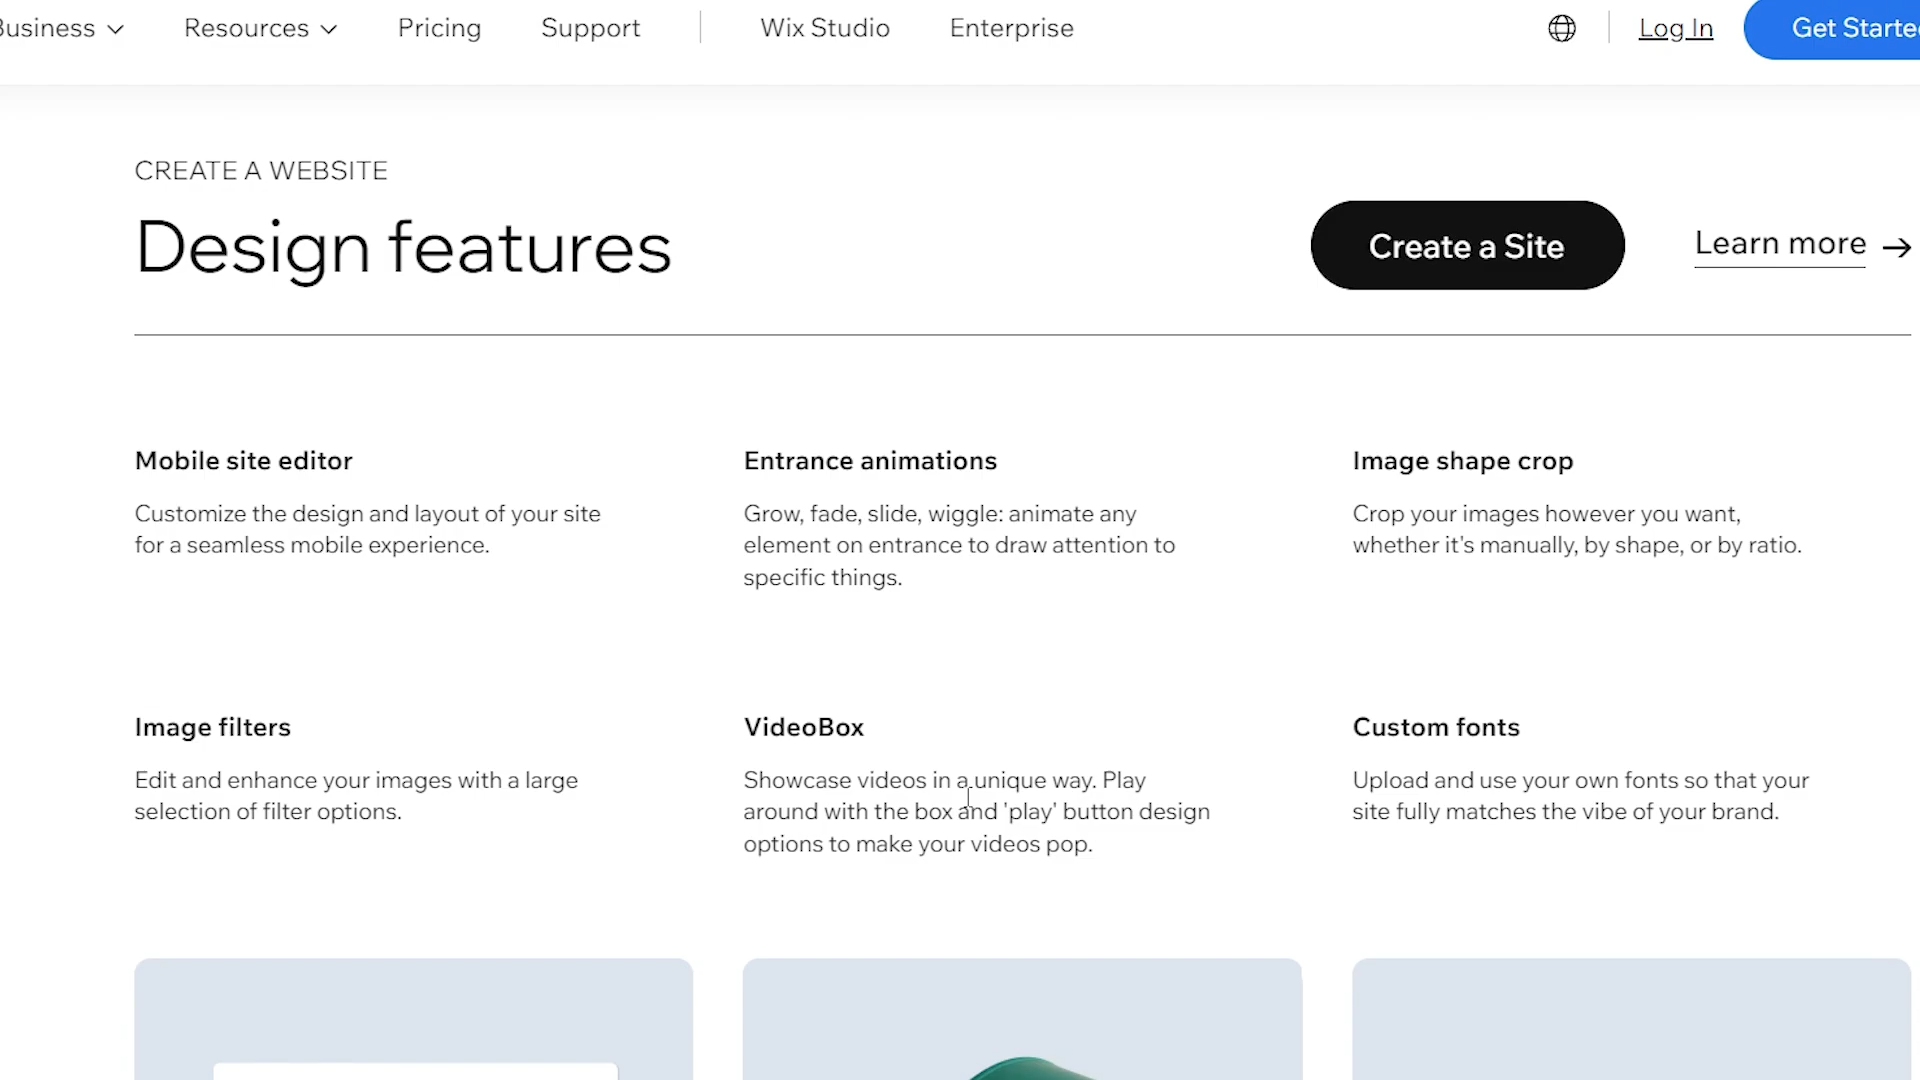 Business
Resources
Pricing
Support
Wix Studio
Enterprise
Log In
Get Started
CREATE A WEBSITE
Design features
Create a Site
Learn more →
Mobile site editor
Customize the design and layout of your site
for a seamless mobile experience.
Entrance animations
Grow, fade, slide, wiggle: animate any
element on entrance to draw attention to
specific things.
Image shape crop
Crop your images however you want,
whether it's manually, by shape, or by ratio.
Image filters
Edit and enhance your images with a large
selection of filter options.
VideoBox
Showcase videos in a unique way. Play
around with the box and 'play' button design
options to make your videos pop.
Custom fonts
Upload and use your own fonts so that your
site fully matches the vibe of your brand.